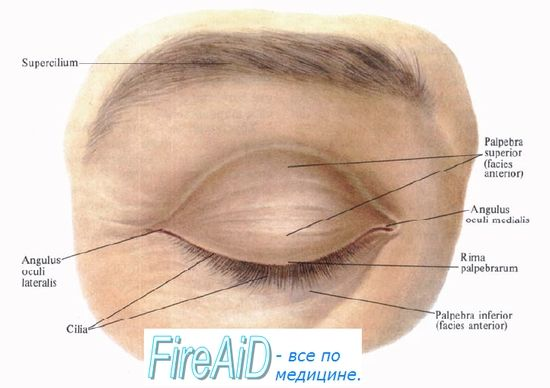 Supercilium
Palpebra
superior
(facies
anterior)
Angulus
oculi medialis
Angulus
oculi
lateralis
Rima
palpebrarum
Cilia
Palpebra inferior
(facies anterior)
FireAiD - все по
медицине.